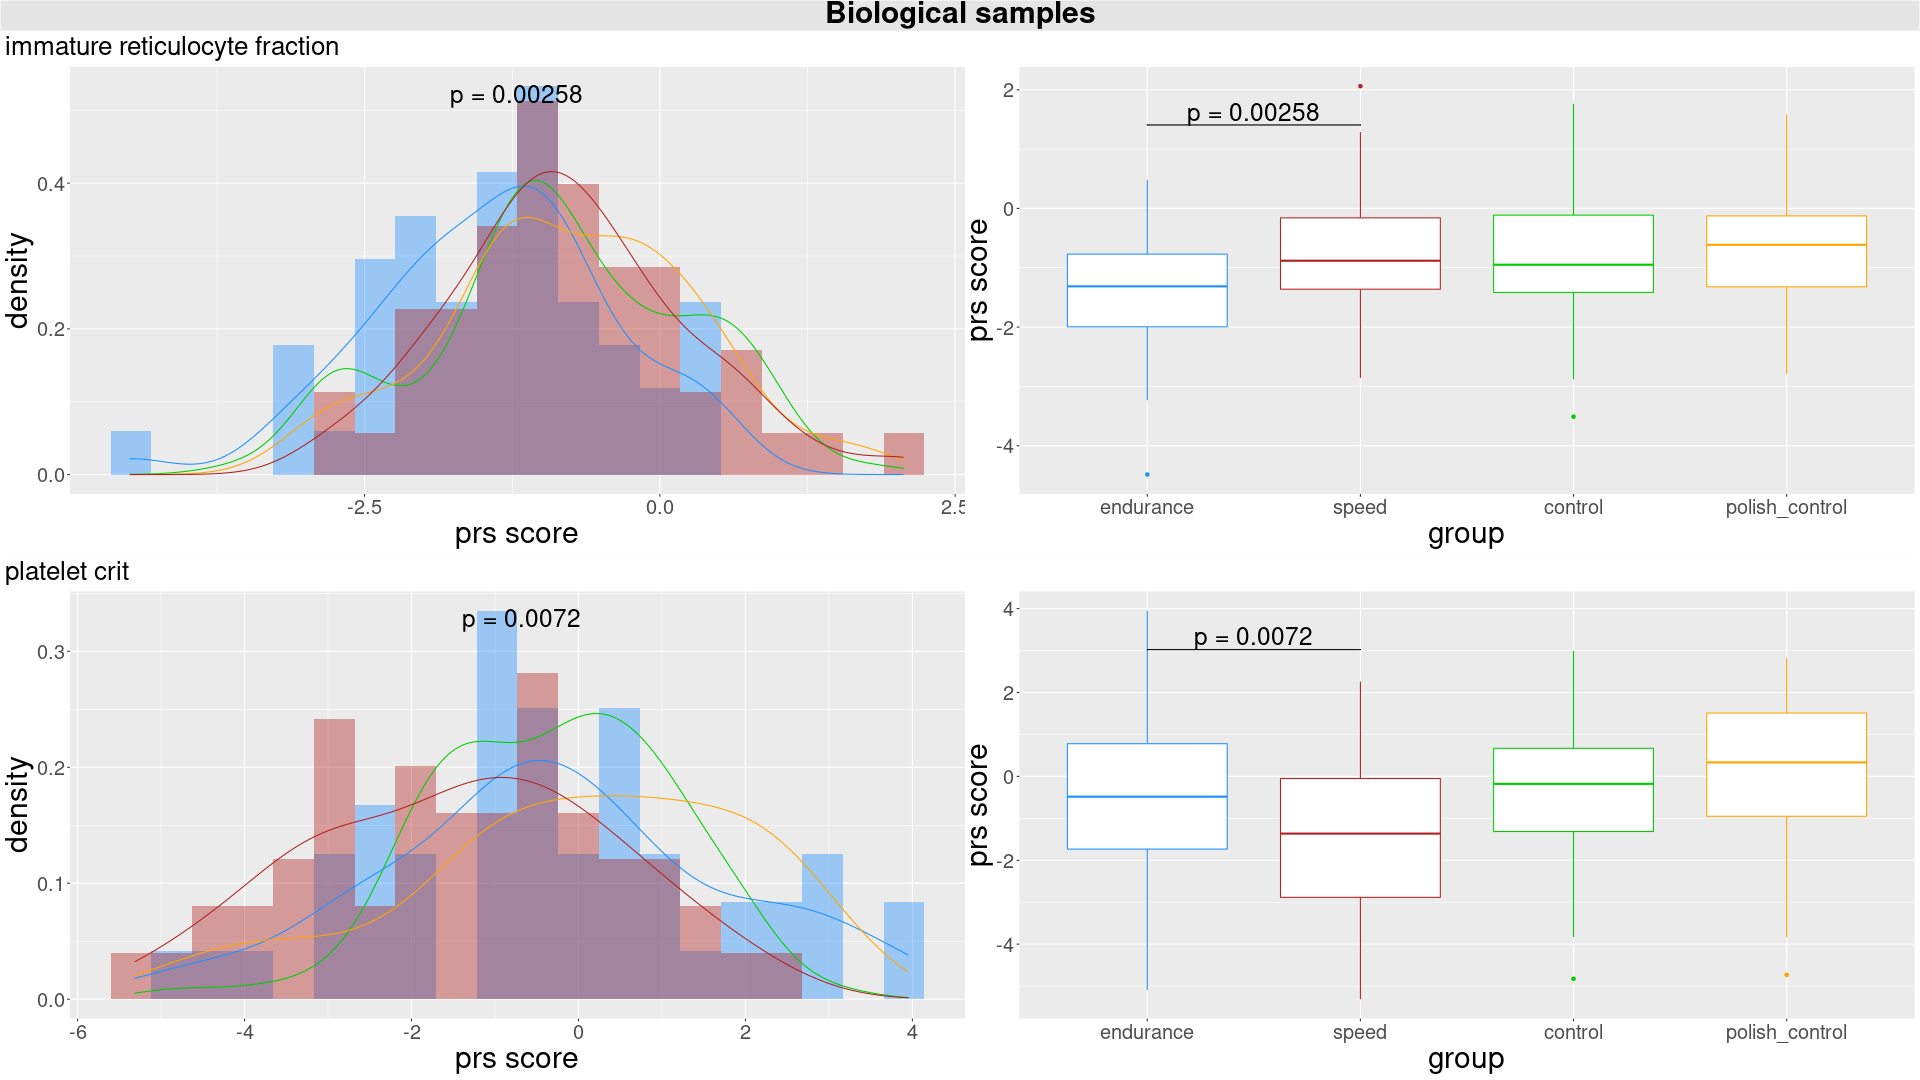 Biological samples
immature reticulocyte fraction
p = 0.00258
density
0.4
0.2
0.0
-2.5
0.0
2.5
prs score
p = 0.00258
prs score
2
0
-2
-4
endurance
speed
control
polish_control
group
platelet crit
p = 0.0072
density
0.3
0.2
0.1
0.0
-6
-4
-2
0
2
4
prs score
p = 0.0072
prs score
4
2
0
-2
-4
endurance
speed
control
polish_control
group